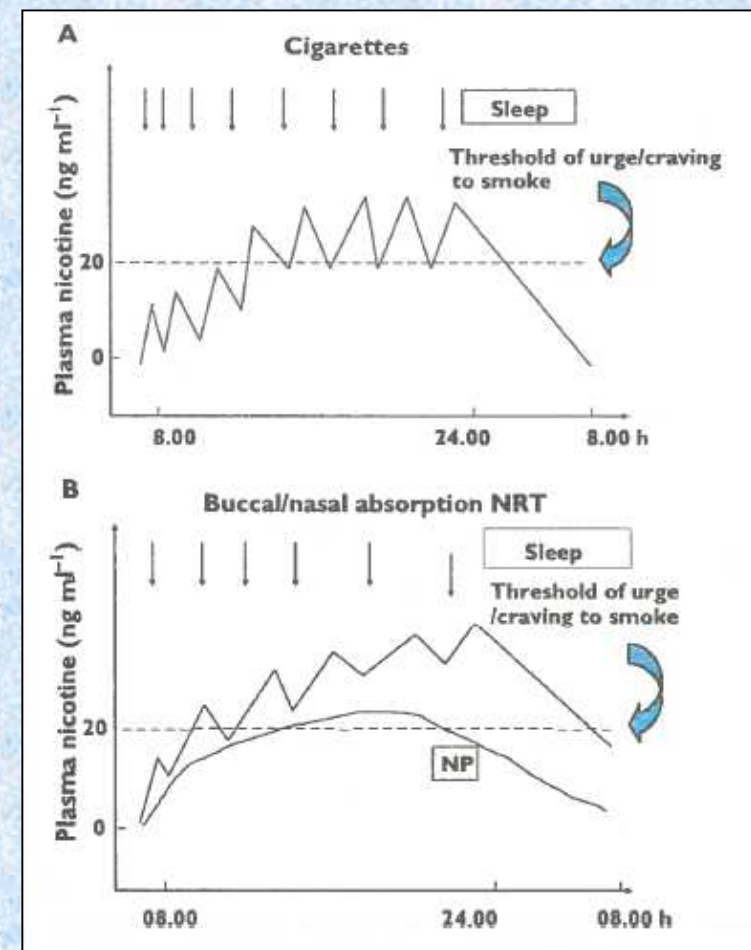 A
Cigarettes
Sleep
Threshold of urge/craving
to smoke
Plasma nicotine (ng ml⁻¹)
20
0
8.00
24.00
8.00 h
B
Buccal/nasal absorption NRT
Sleep
Threshold of urge
/craving to smoke
Plasma nicotine (ng ml⁻¹)
20
NP
0
08.00
24.00
08.00 h